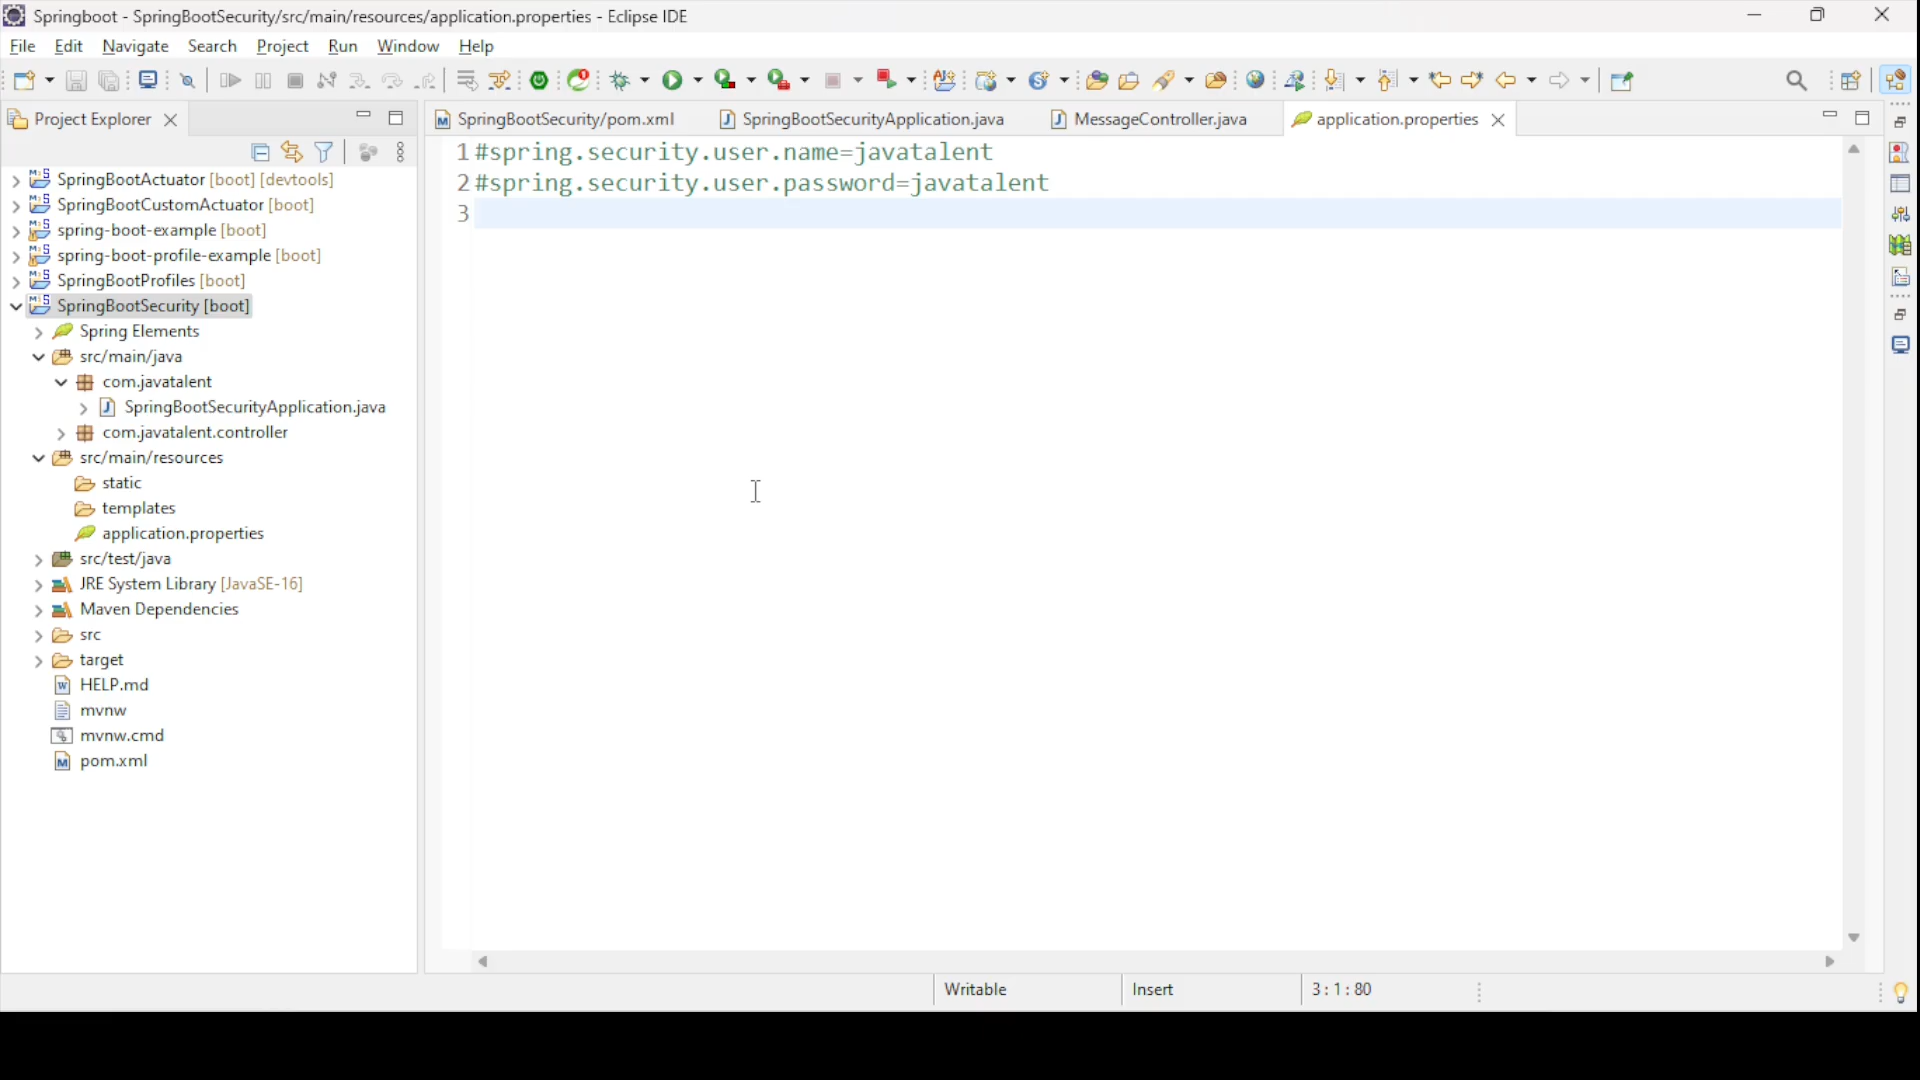 Springboot - SpringBootSecurity/src/main/resources/application.properties - Eclipse IDE
File Edit Navigate Search Project Run Window Help
Project Explorer
SpringBootSecurity/pom.xml SpringBootSecurityApplication.java MessageController.java application.properties
SpringBootActuator [boot] [devtools]
SpringBootCustomActuator [boot]
spring-boot-example [boot]
spring-boot-profile-example [boot]
SpringBootProfiles [boot]
SpringBootSecurity [boot]
Spring Elements
src/main/java
com.javatalent
SpringBootSecurityApplication.java
com.javatalent.controller
src/main/resources
static
templates
application.properties
src/test/java
JRE System Library [JavaSE-16]
Maven Dependencies
src
target
HELP.md
mvnw
mvnw.cmd
pom.xml
1 #spring.security.user.name=javatalent
2 #spring.security.user.password=javatalent
3
Writable Insert 3 : 1 : 80